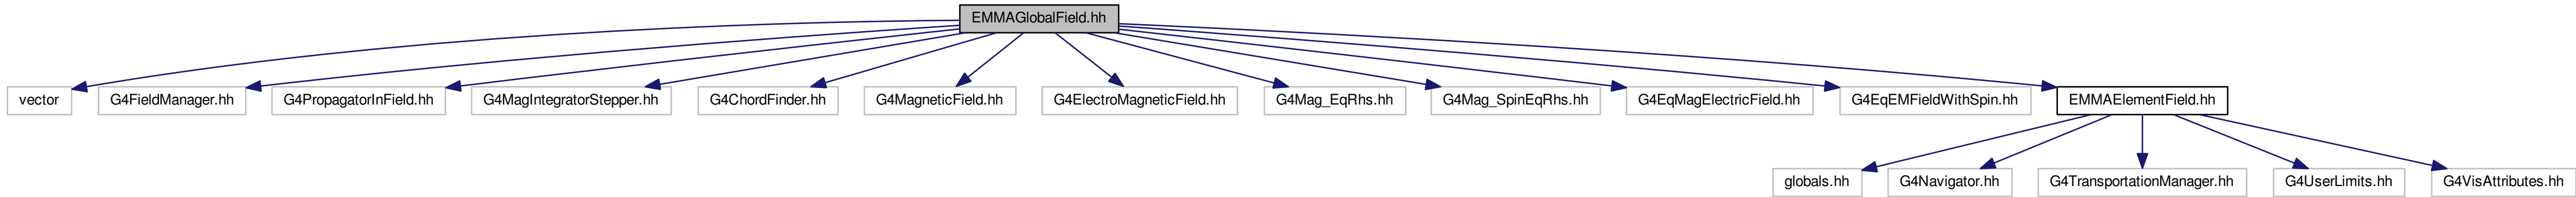 EMMAGlobalField.hh
vector
G4FieldManager.hh
G4PropagatorInField.hh
G4MagIntegratorStepper.hh
G4ChordFinder.hh
G4MagneticField.hh
G4ElectroMagneticField.hh
G4Mag_EqRhs.hh
G4Mag_SpinEqRhs.hh
G4EqMagElectricField.hh
G4EqEMFieldWithSpin.hh
EMMAElementField.hh
globals.hh
G4Navigator.hh
G4TransportationManager.hh
G4UserLimits.hh
G4VisAttributes.hh